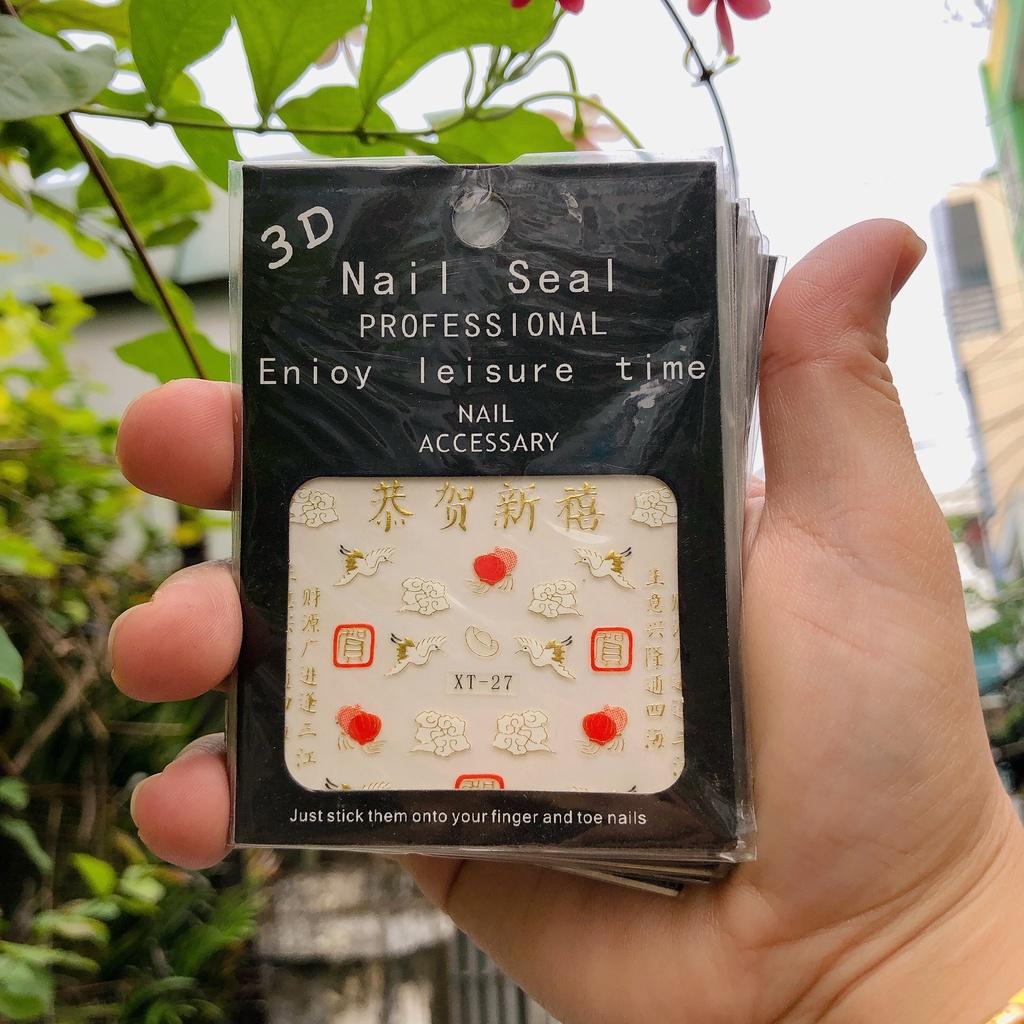 3D
Nail Seal
PROFESSIONAL
Enioy leisure time
NAIL
ACCESSARY
恭贺新禧
财源广进逢三江
生意兴隆通四海
賀
賀
XT-27
Just stick them onto your finger and toe nails